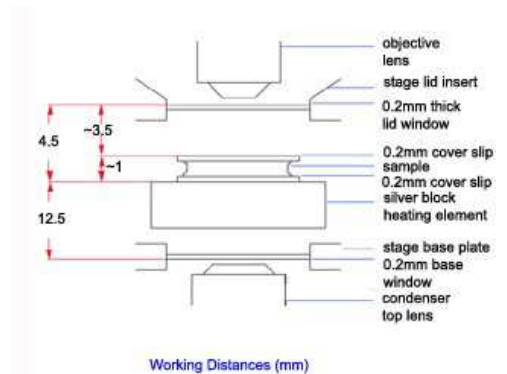 objective
lens
stage lid insert
0.2mm thick
lid window
~3.5
4.5
0.2mm cover slip
sample
~1
0.2mm cover slip
silver block
heating element
12.5
stage base plate
0.2mm base
window
condenser
top lens
Working Distances (mm)